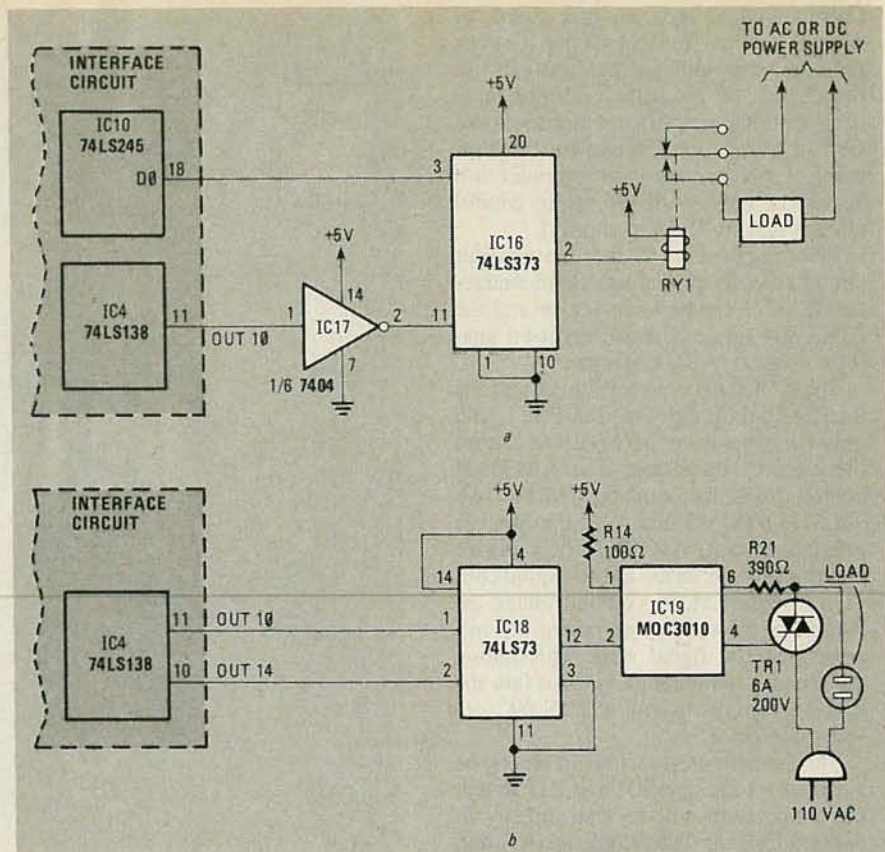 TO AC OR DC
POWER SUPPLY
INTERFACE
CIRCUIT
IC10
74LS245
DØ
18
+5V
20
3
+5V
+5V
IC16
74LS373
LOAD
14
2
RY1
IC4
74LS138
11
OUT 1Ø
1
IC17
2
11
7
1
10
1/6 7404
a
INTERFACE
CIRCUIT
+5V
+5V
R14
100Ω
R21
390Ω
LOAD
4
14
1
6
IC4
74LS138
11
OUT 1Ø
1
IC18
74LS73
12
2
IC19
MOC3010
4
10
OUT 14
2
3
TR1
6A
200V
11
110 VAC
b